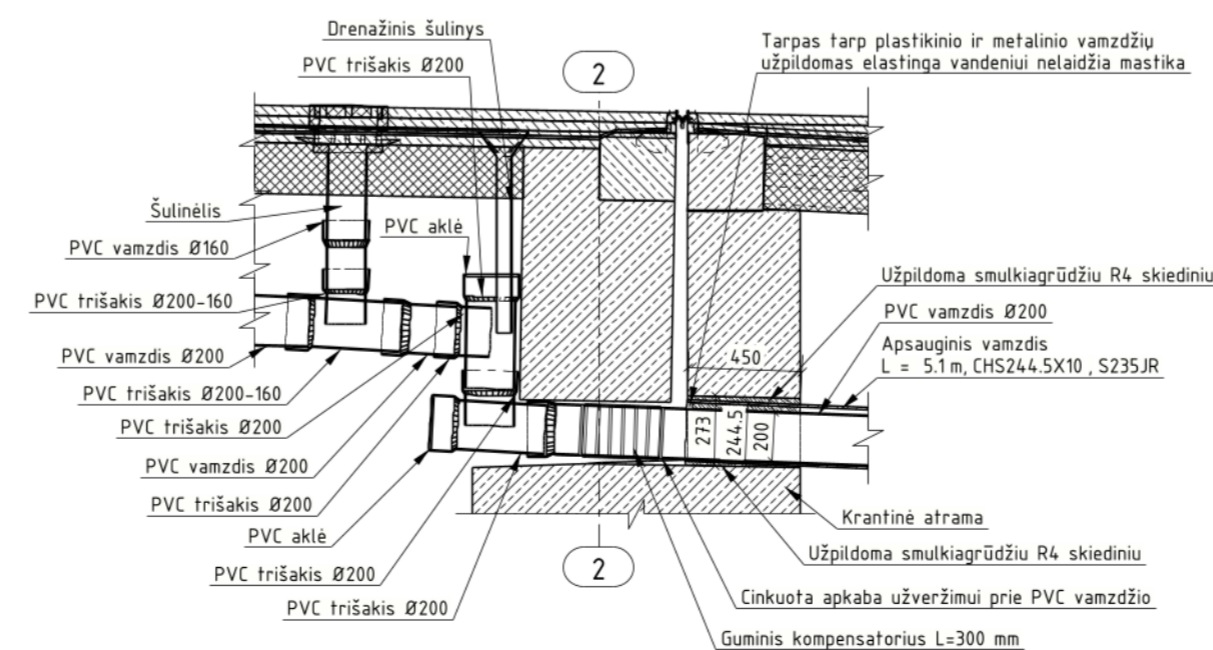 Drenažinis šulinys
PVC trišakis Ø200
2
Tarpas tarp plastikinio ir metalinio vamzdžių
užpildomas elastinga vandeniui nelaidžia mastika
Šulinėlis
PVC aklė
PVC vamzdis Ø160
Užpildoma smulkiagrūdžiu R4 skiediniu
PVC trišakis Ø200-160
PVC vamzdis Ø200
Apsauginis vamzdis
L = 5.1 m, CHS244.5X10 , S235JR
450
PVC vamzdis Ø200
PVC trišakis Ø200-160
PVC trišakis Ø200
273
244.5
200
PVC vamzdis Ø200
PVC trišakis Ø200
Krantinė atrama
PVC aklė
Užpildoma smulkiagrūdžiu R4 skiediniu
PVC trišakis Ø200
2
Cinkuota apkaba užveržimui prie PVC vamzdžio
PVC trišakis Ø200
Guminis kompensatorius L=300 mm